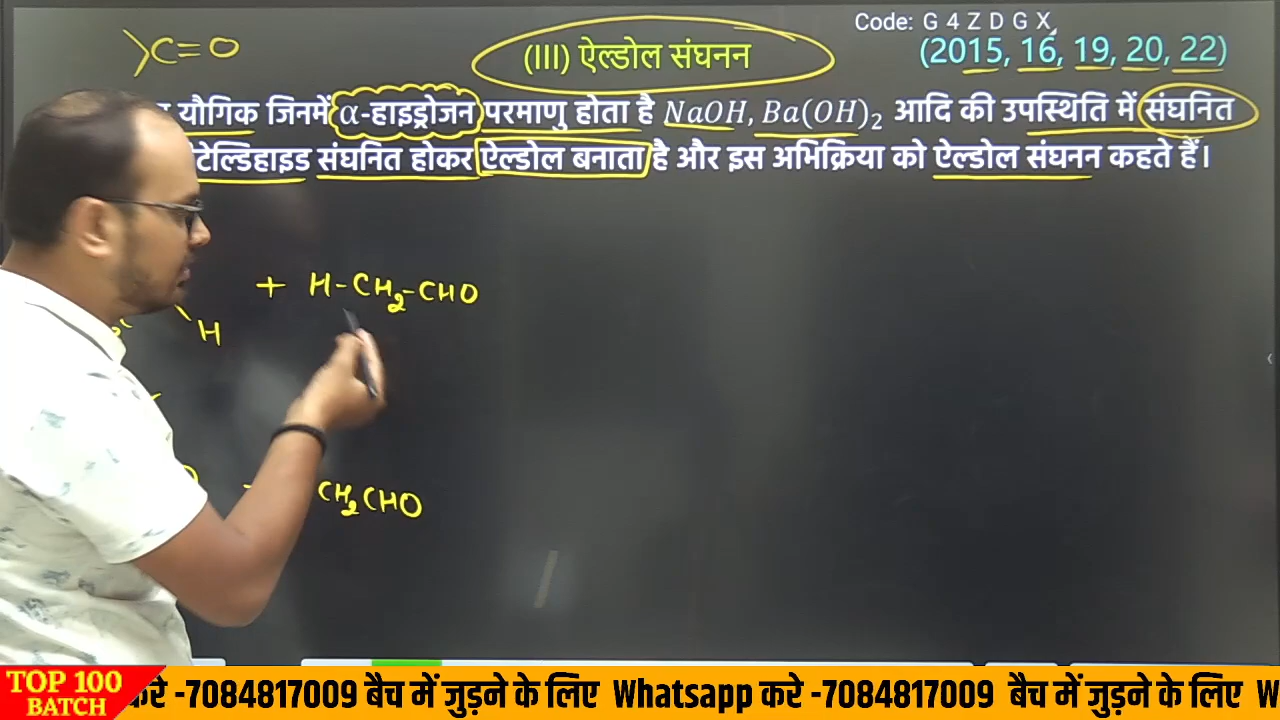 Code: G 4 Z D G X
>C=O
(III) ऐल्डोल संघनन
(2015, 16, 19, 20, 22)
यौगिक जिनमें α-हाइड्रोजन परमाणु होता है NaOH, Ba(OH)₂ आदि की उपस्थिति में संघनित
टेल्डिहाइड संघनित होकर ऐल्डोल बनाता है और इस अभिक्रिया को ऐल्डोल संघनन कहते हैं।
+ H-CH₂-CHO
H
CH₂CHO
TOP 100
BATCH
करे -7084817009 बैच में जुड़ने के लिए Whatsapp करे -7084817009 बैच में जुड़ने के लिए W